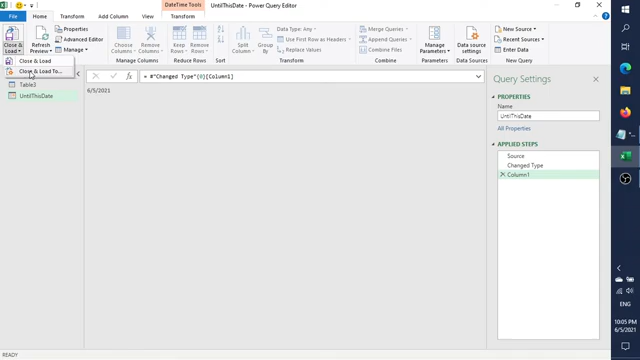 DateTime Tools
UntilThisDate - Power Query Editor
File
Home
Transform
Add Column
View
Transform
Close & Load
Refresh Preview
Properties
Advanced Editor
Manage
Choose Columns
Remove Columns
Manage Columns
Keep Rows
Remove Rows
Reduce Rows
Sort
Split Column
Group By
Data Type: Any
Use First Row as Headers
Replace Values
Transform
Merge Queries
Append Queries
Combine Files
Combine
Manage Parameters
Parameters
Data source settings
Data Sources
New Source
Recent Sources
Enter Data
New Query
Close & Load
Close & Load To...
Table3
UntilThisDate
= #"Changed Type"{0}[Column1]
6/5/2021
Query Settings
PROPERTIES
Name
UntilThisDate
All Properties
APPLIED STEPS
Source
Changed Type
Column1
READY
ENG
10:05 PM
6/5/2021